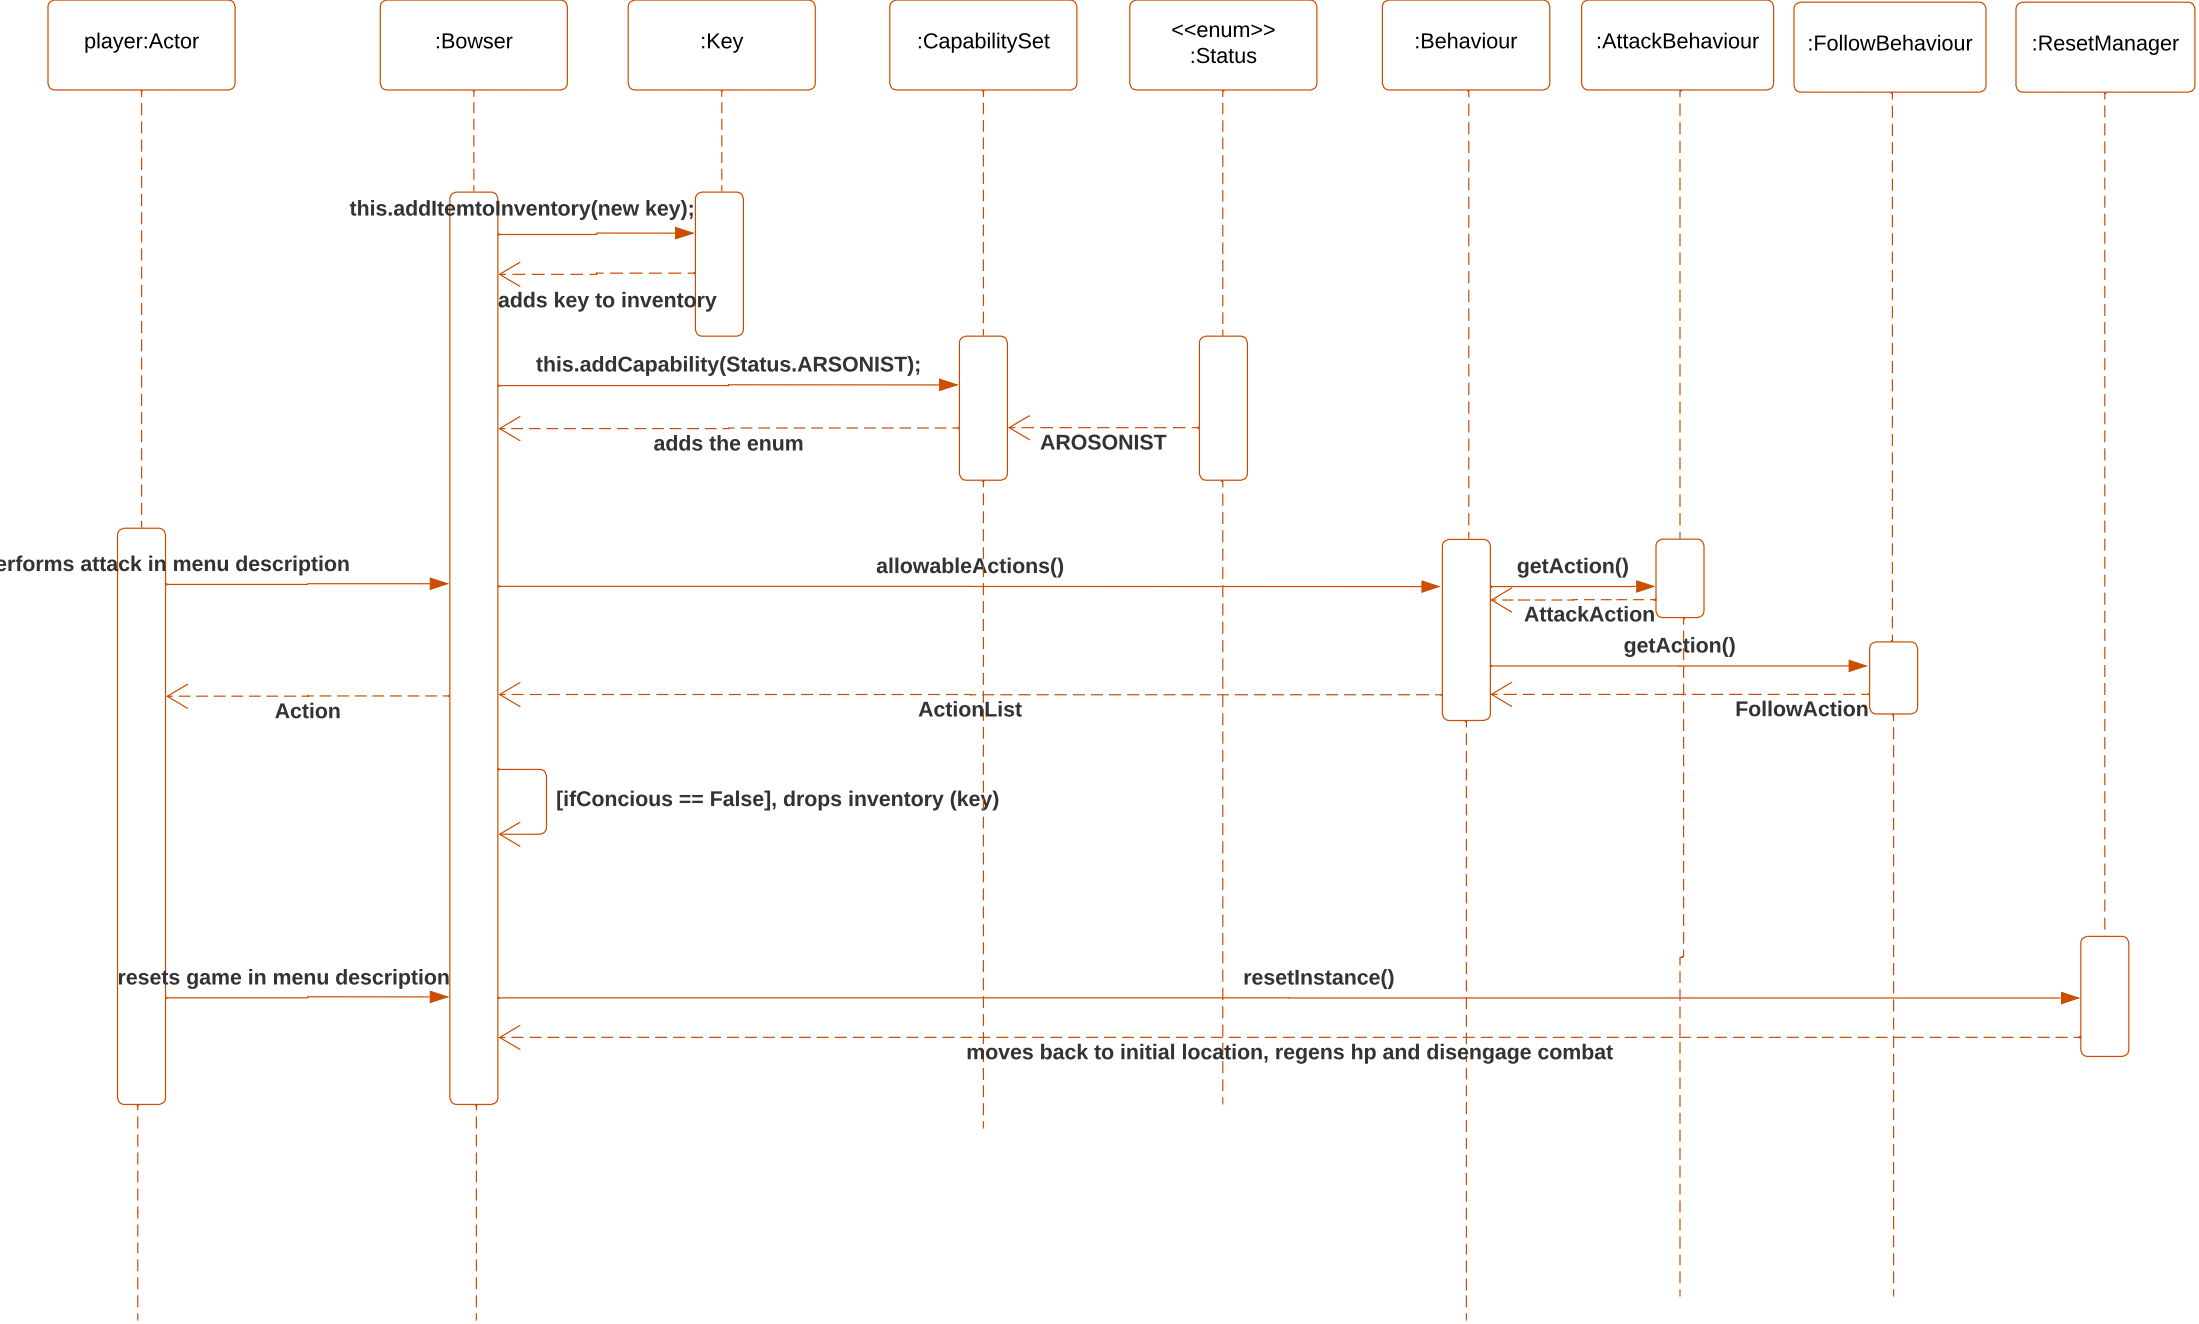 player:Actor
:Bowser
:Key
:CapabilitySet
<<enum>>
:Status
:Behaviour
:AttackBehaviour
:FollowBehaviour
:ResetManager
this.addItemtoInventory(new key);
adds key to inventory
this.addCapability(Status.ARSONIST);
adds the enum
AROSONIST
erforms attack in menu description
allowableActions()
getAction()
AttackAction
getAction()
Action
ActionList
FollowAction
[ifConcious == False], drops inventory (key)
resets game in menu description
resetInstance()
moves back to initial location, regens hp and disengage combat